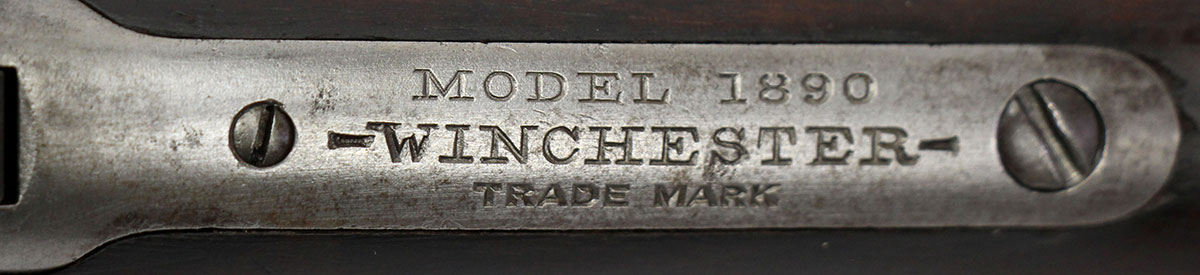 MODEL 1890
-WINCHESTER-
TRADE MARK